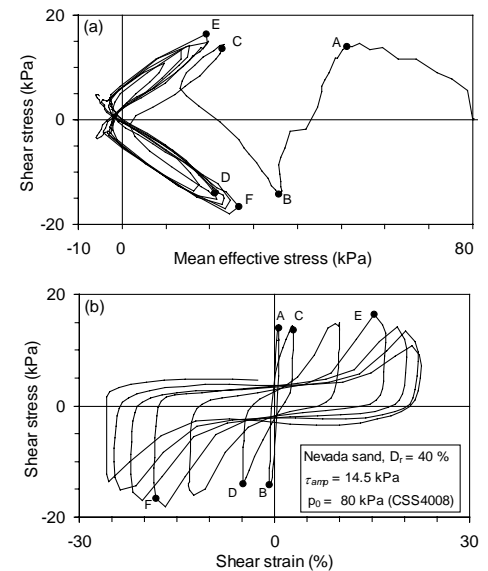 (a)
20
0
-20
Shear stress (kPa)
E
C
A
D
F
B
-10
0
80
Mean effective stress (kPa)
(b)
20
0
-20
Shear stress (kPa)
A
C
E
D
B
F
Nevada sand, Dr = 40 %
τamp = 14.5 kPa
p0 = 80 kPa (CSS4008)
-30
0
30
Shear strain (%)